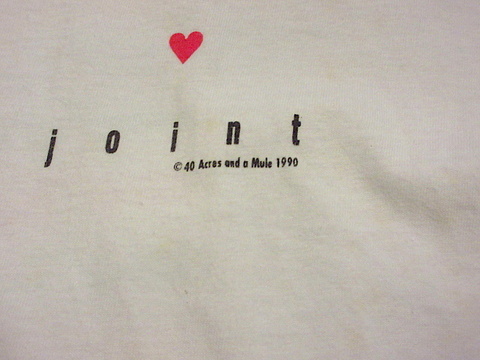 joint
© 40 Acres and a Mule 1990